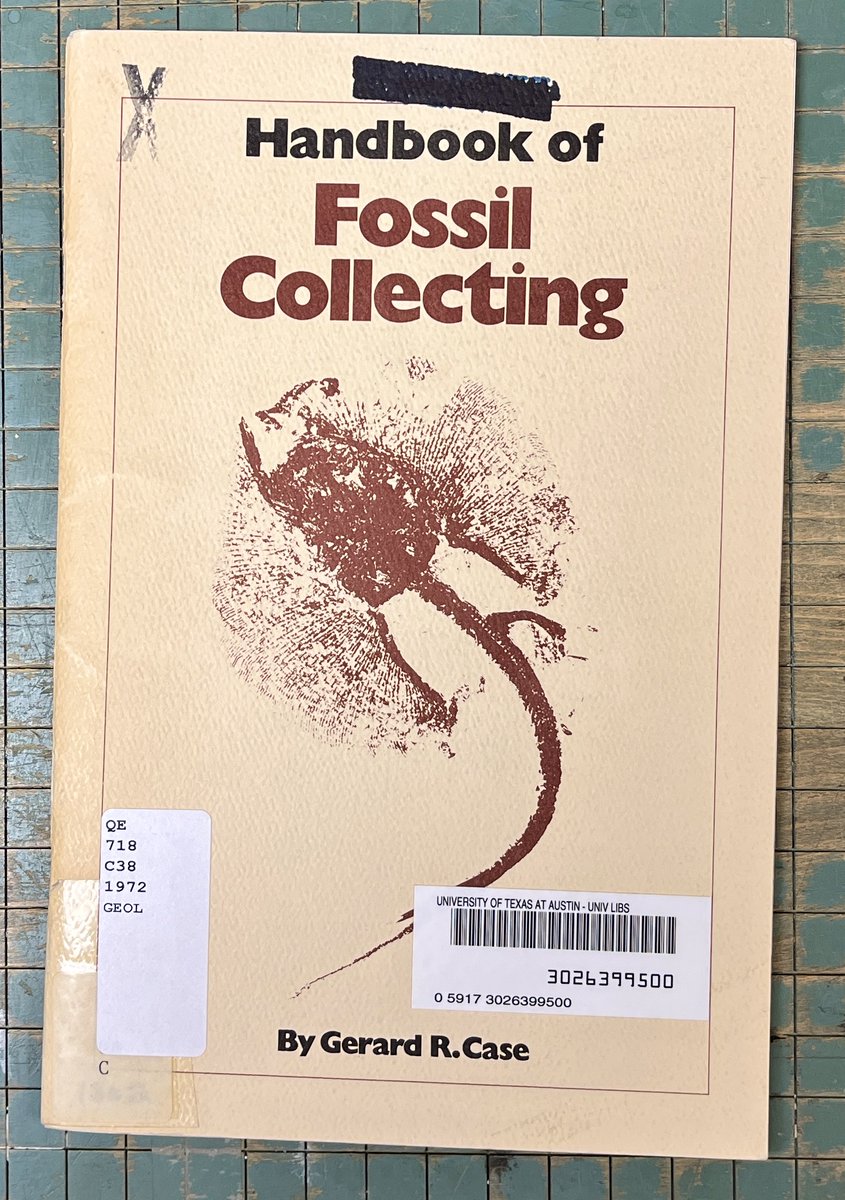 X
Handbook of
Fossil
Collecting
QE
718
C38
1972
GEOL
UNIVERSITY OF TEXAS AT AUSTIN - UNIV LIBS
3026399500
0 5917 3026399500
By Gerard R. Case
C